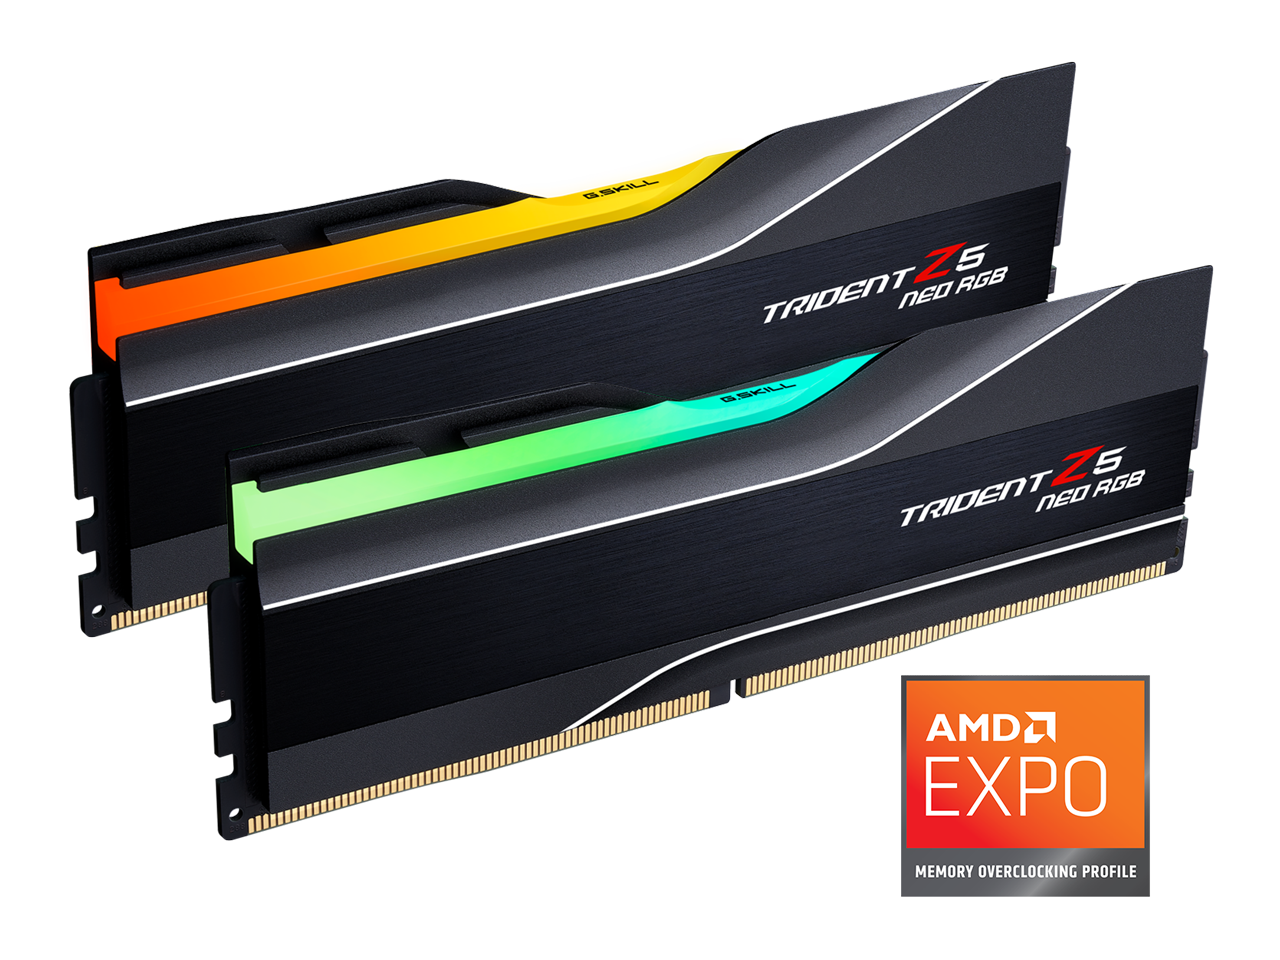 G.SKILL
TRIDENT Z5
NEO RGB
G.SKILL
TRIDENT Z5
NEO RGB
AMD
EXPO
MEMORY OVERCLOCKING PROFILE